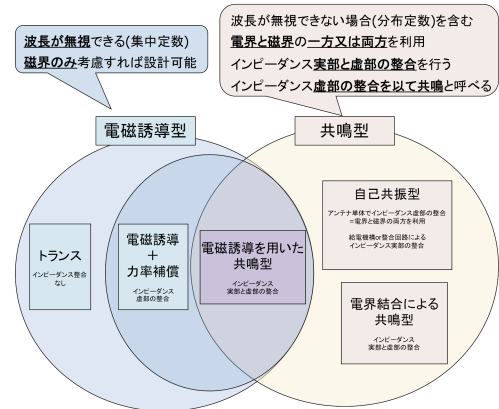 波長が無視できる(集中定数)
磁界のみ考慮すれば設計可能
波長が無視できない場合(分布定数)を含む
電界と磁界の一方又は両方を利用
インピーダンス実部と虚部の整合を行う
インピーダンス虚部の整合を以て共鳴と呼べる
電磁誘導型
共鳴型
トランス
インピーダンス整合
なし
電磁誘導
＋
力率補償
インピーダンス
虚部の整合
電磁誘導を用いた
共鳴型
インピーダンス
実部と虚部の整合
自己共振型
アンテナ単体でインピーダンス虚部の整合
=電界と磁界の両方を利用
給電機構or整合回路による
インピーダンス実部の整合
電界結合による
共鳴型
インピーダンス
実部と虚部の整合